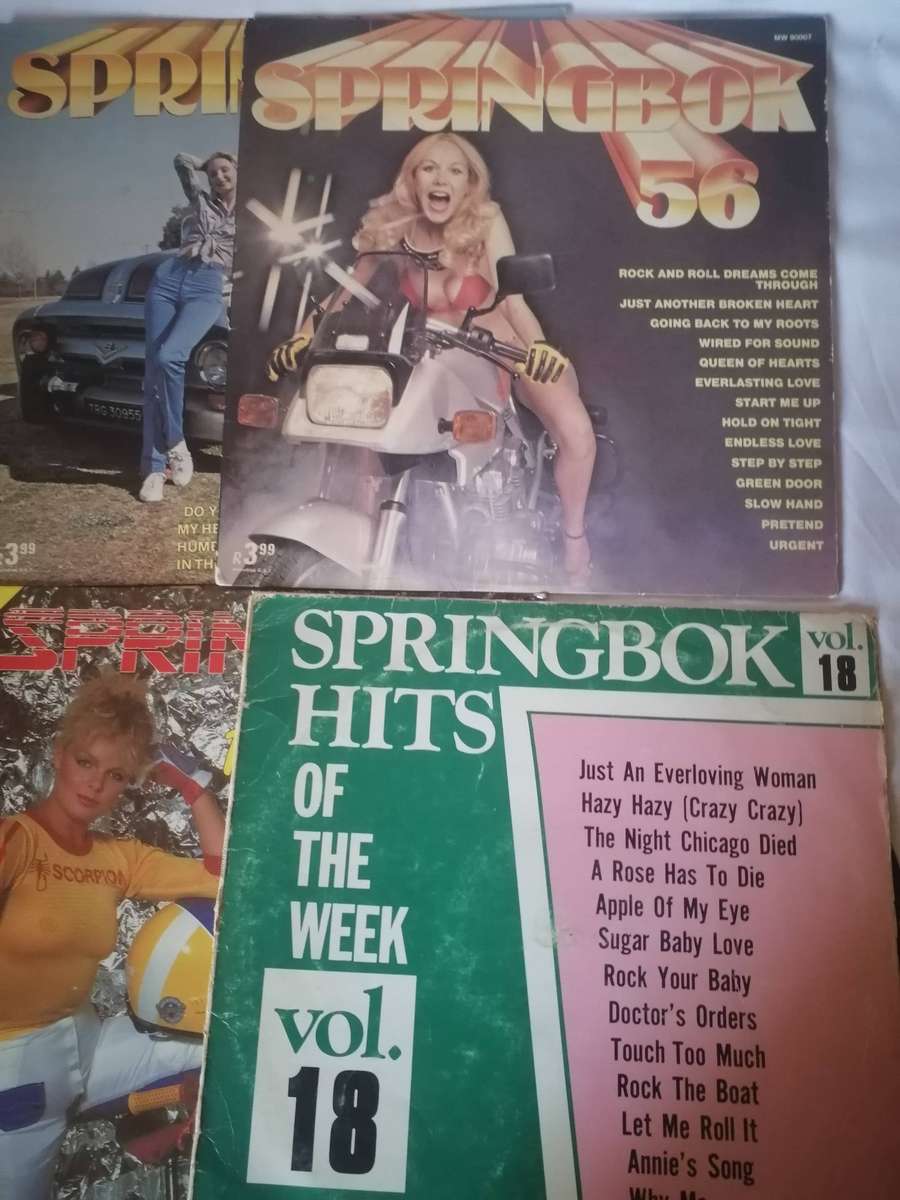 SPRI
TRG 30955
DO Y
MY HE
HUM
IN TH
R3 99
MW 90007
SPRINGBOK
56
ROCK AND ROLL DREAMS COME
THROUGH
JUST ANOTHER BROKEN HEART
GOING BACK TO MY ROOTS
WIRED FOR SOUND
QUEEN OF HEARTS
EVERLASTING LOVE
START ME UP
HOLD ON TIGHT
ENDLESS LOVE
STEP BY STEP
GREEN DOOR
SLOW HAND
PRETEND
URGENT
R3 99
SPRIN
SCORPION
SPRINGBOK
HITS
OF
THE
WEEK
vol.
18
vol.
18
Just An Everloving Woman
Hazy Hazy (Crazy Crazy)
The Night Chicago Died
A Rose Has To Die
Apple Of My Eye
Sugar Baby Love
Rock Your Baby
Doctor's Orders
Touch Too Much
Rock The Boat
Let Me Roll It
Annie's Song
Why Me